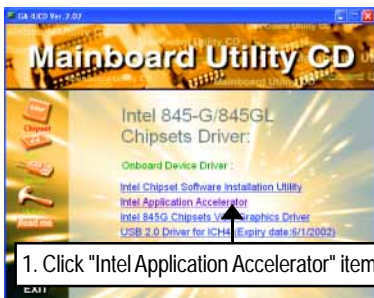 GA-IUCD Ver.2.02
Mainboard Utility CD
Chipset
Intel 845-G/845GL
Chipsets Driver:
Onboard Device Driver :
Intel Chipset Software Installation Utility
Intel Application Accelerator
Intel 845G Chipsets Graphics Driver
USB 2.0 Driver for ICH4 (Expiry date:6/1/2002)
Read me
1. Click "Intel Application Accelerator" item
EXIT